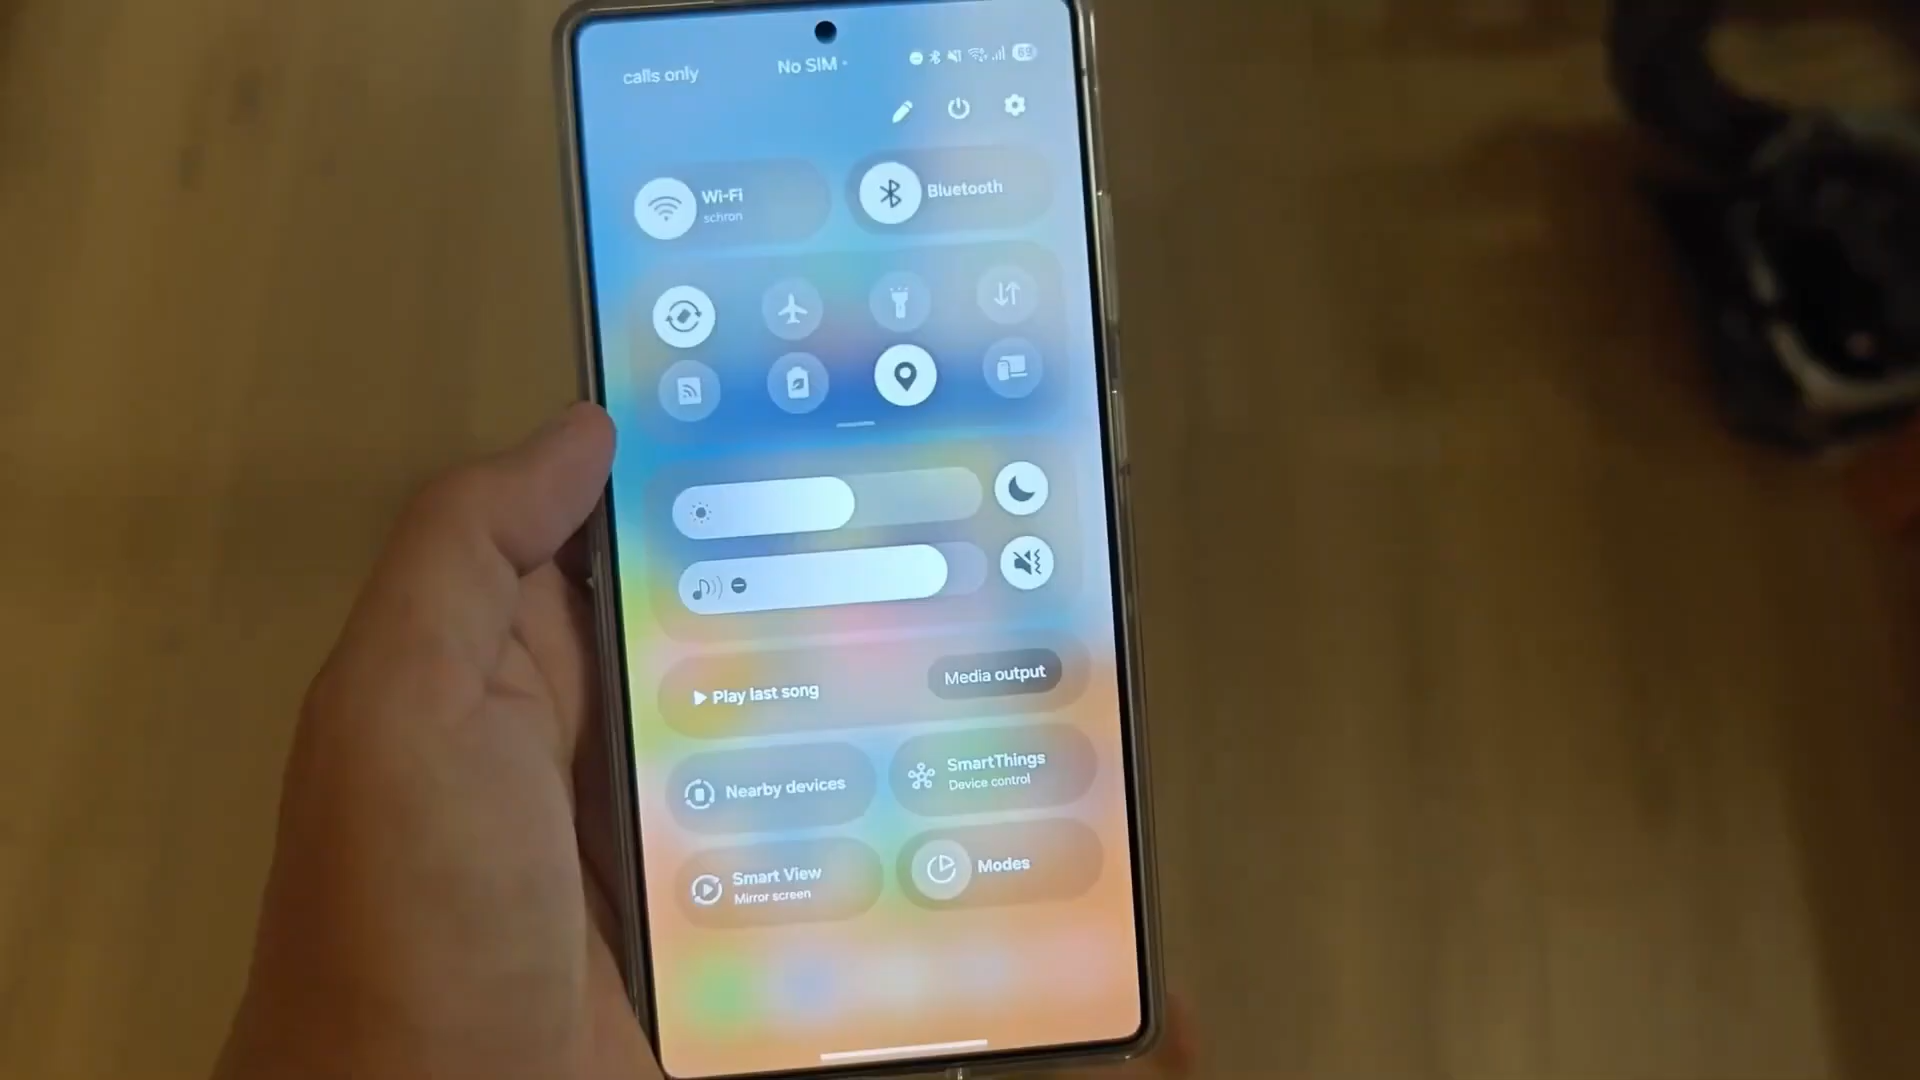 calls only
No SIM
69
Wi-Fi
schron
Bluetooth
Play last song
Media output
Nearby devices
SmartThings
Device control
Smart View
Mirror screen
Modes